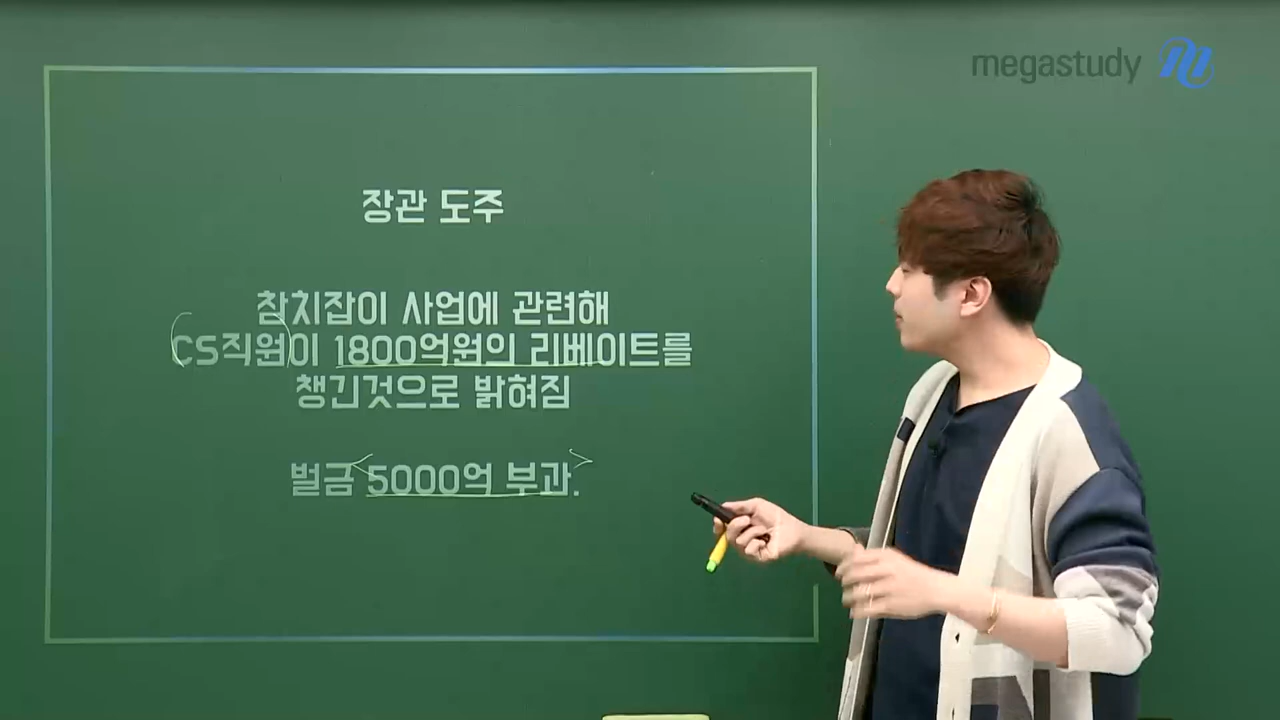 megastudy
장관 도주
참치잡이 사업에 관련해
CS직원이 1800억원의 리베이트를
챙긴것으로 밝혀짐
벌금 5000억 부과.